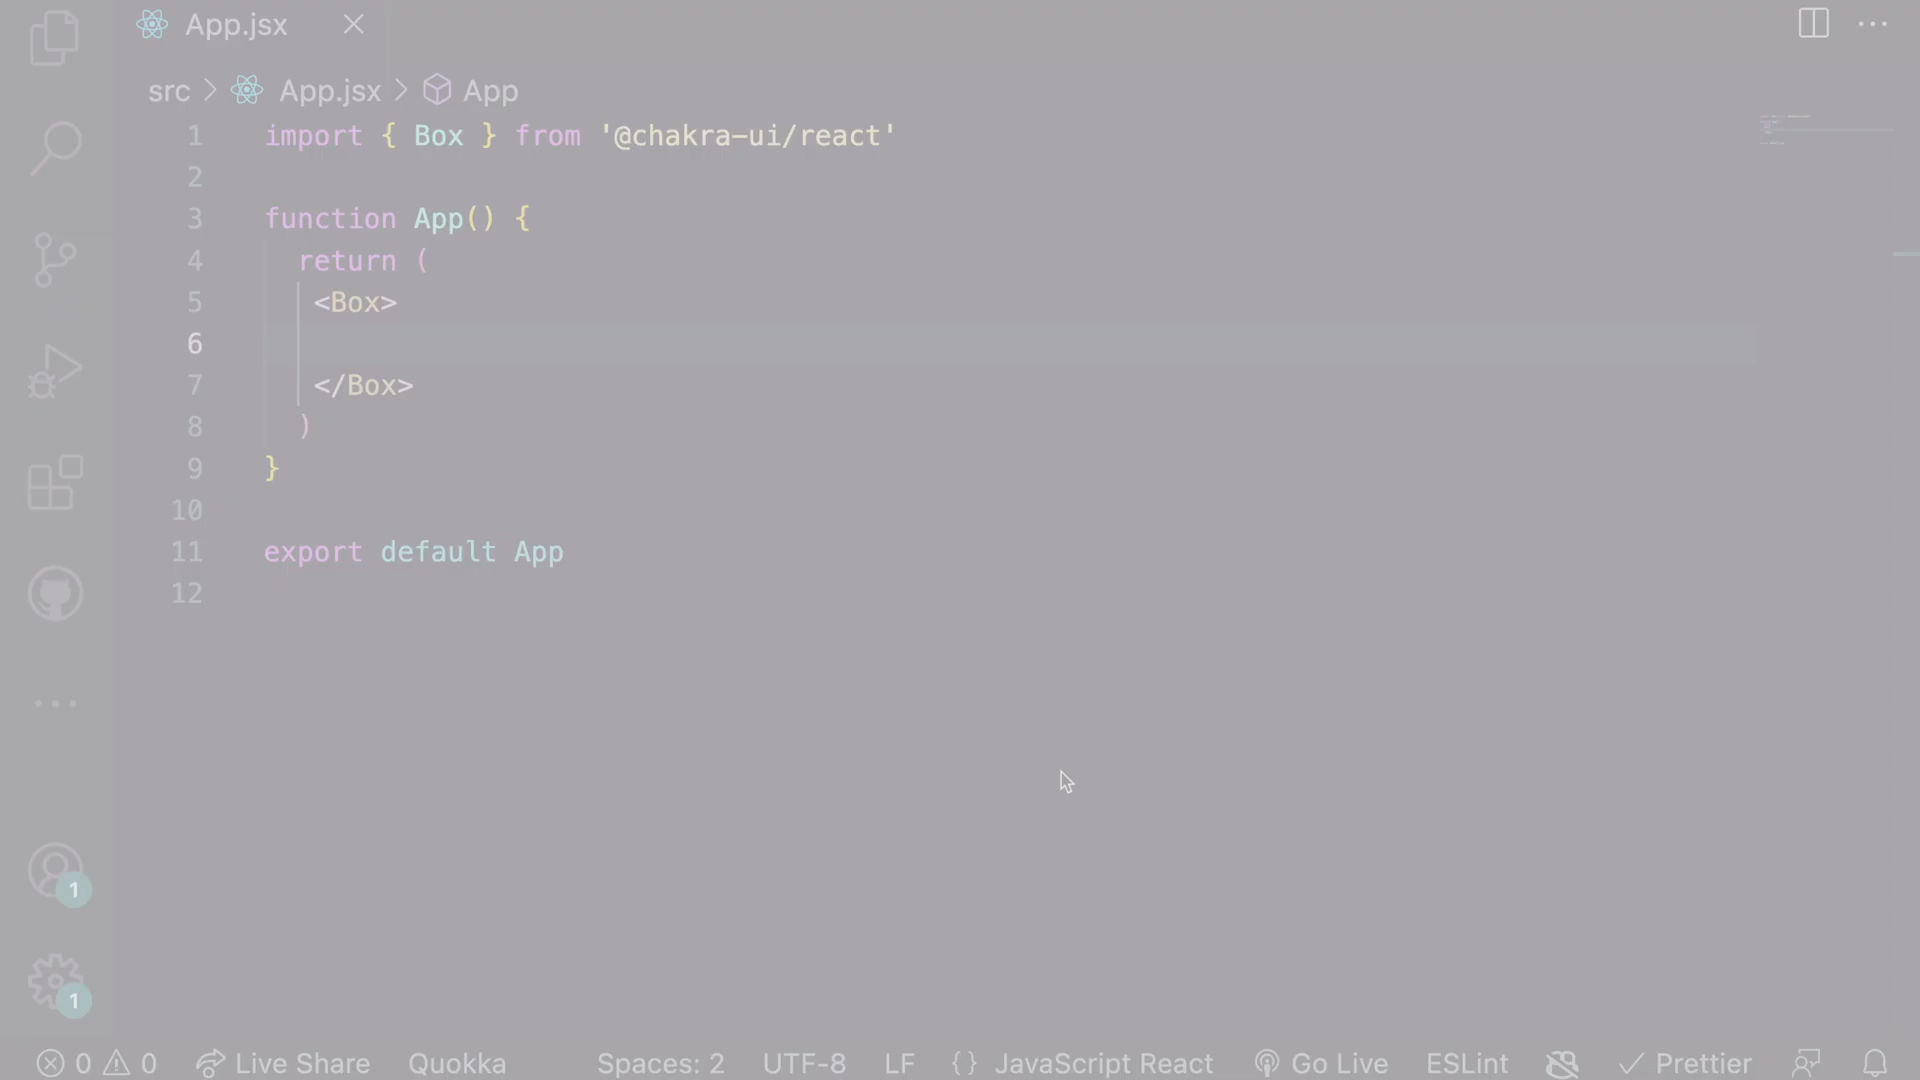 App.jsx
src > App.jsx > App
1 import { Box } from '@chakra-ui/react'
2
3 function App() {
4 return (
5 <Box>
6
7 </Box>
8 )
9 }
10
11 export default App
12
1
1
0 0 Live Share Quokka Spaces: 2 UTF-8 LF {} JavaScript React Go Live ESLint Prettier